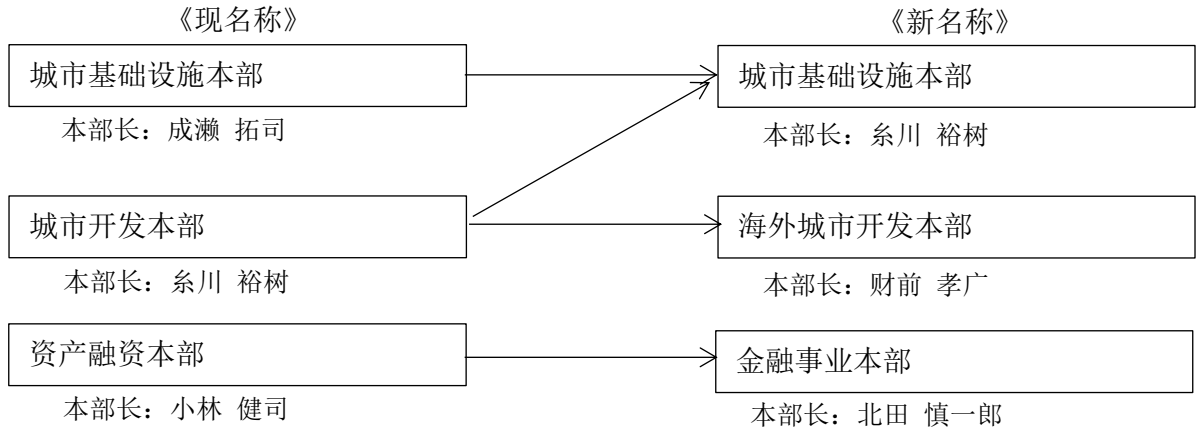 《现名称》 《新名称》
城市基础设施本部 城市基础设施本部
本部长：成濑 拓司 本部长：糸川 裕树
城市开发本部 海外城市开发本部
本部长：糸川 裕树 本部长：财前 孝广
资产融资本部 金融事业本部
本部长：小林 健司 本部长：北田 慎一郎